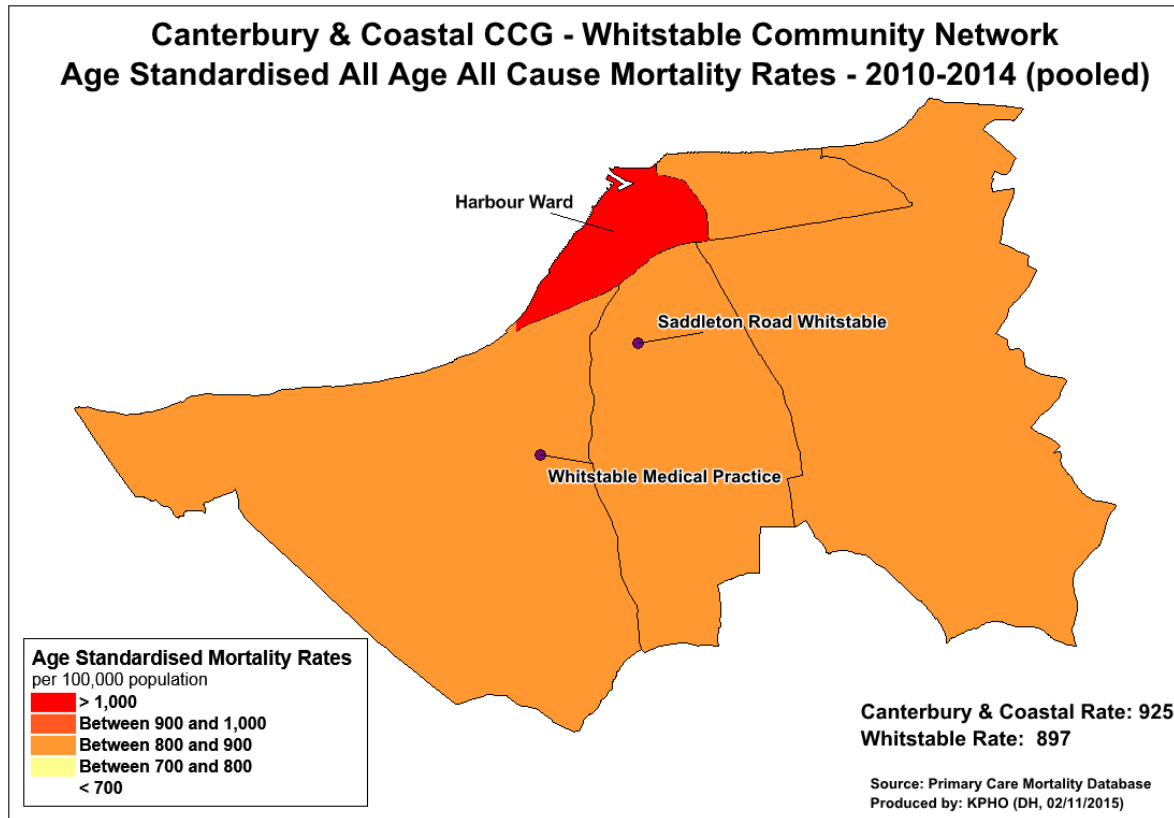 Canterbury & Coastal CCG - Whitstable Community Network
Age Standardised All Age All Cause Mortality Rates - 2010-2014 (pooled)
Harbour Ward
Saddleton Road Whitstable
Whitstable Medical Practice
Age Standardised Mortality Rates
per 100,000 population
> 1,000
Between 900 and 1,000
Between 800 and 900
Between 700 and 800
< 700
Canterbury & Coastal Rate: 925
Whitstable Rate: 897
Source: Primary Care Mortality Database
Produced by: KPHO (DH, 02/11/2015)